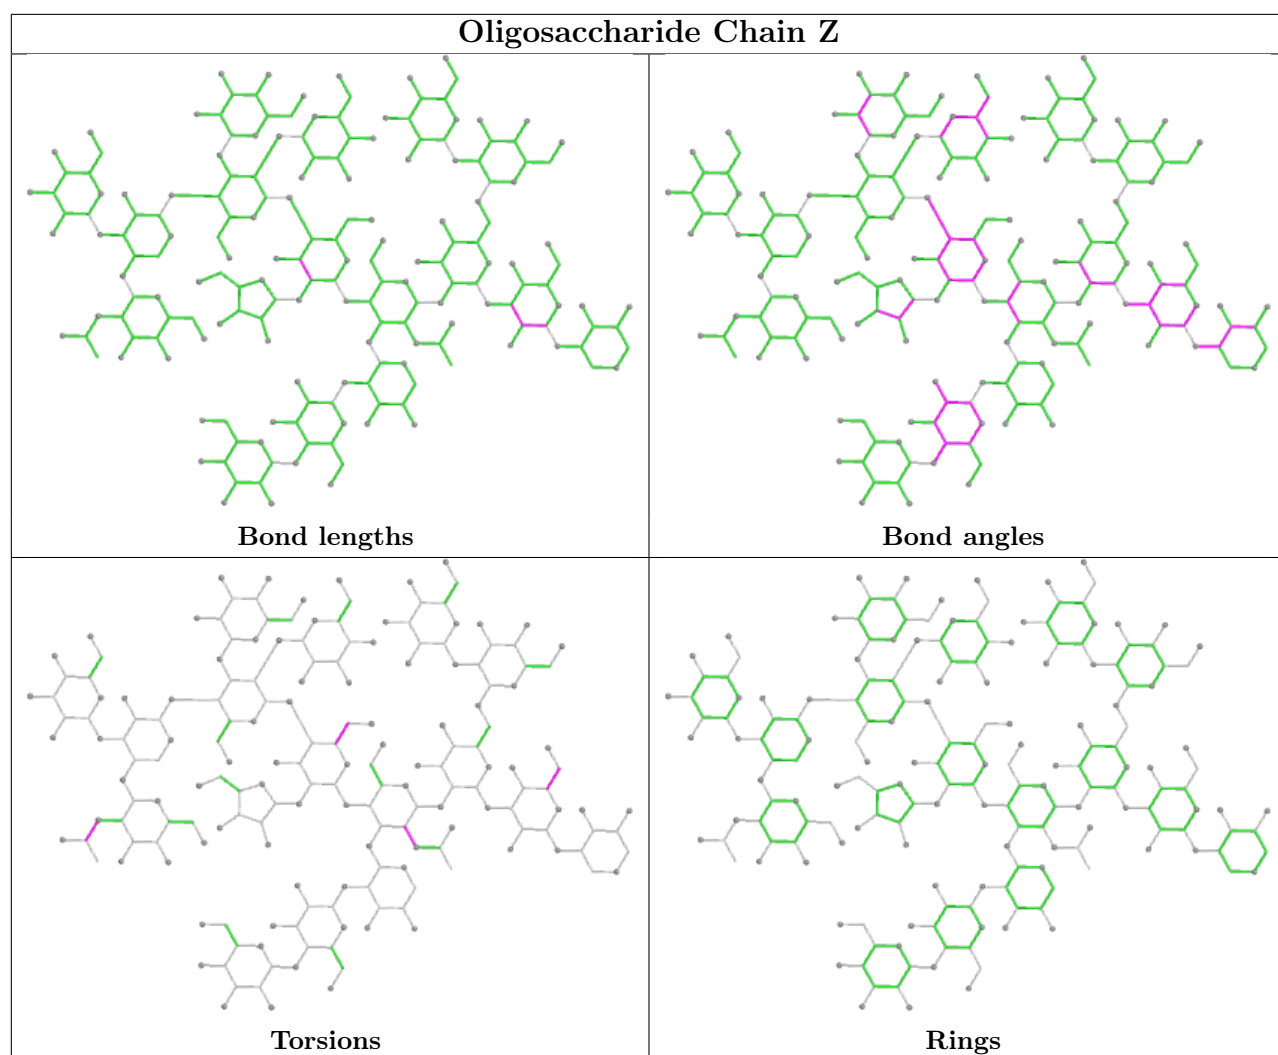 Oligosaccharide Chain Z
Bond lengths
Bond angles
Torsions
Rings